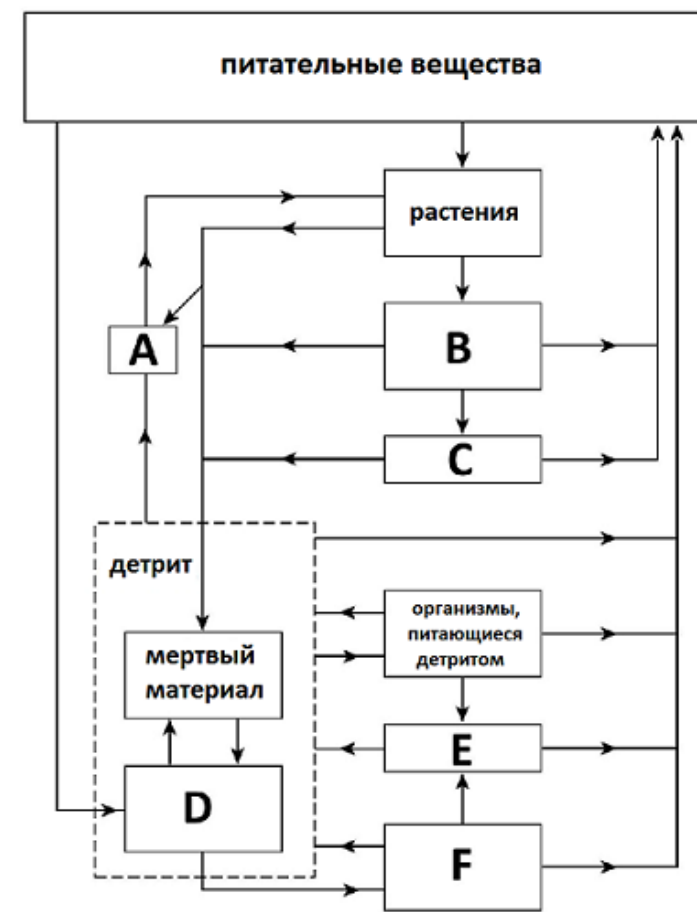 питательные вещества
растения
A
B
C
детрит
мертвый
материал
организмы,
питающиеся
детритом
E
D
F